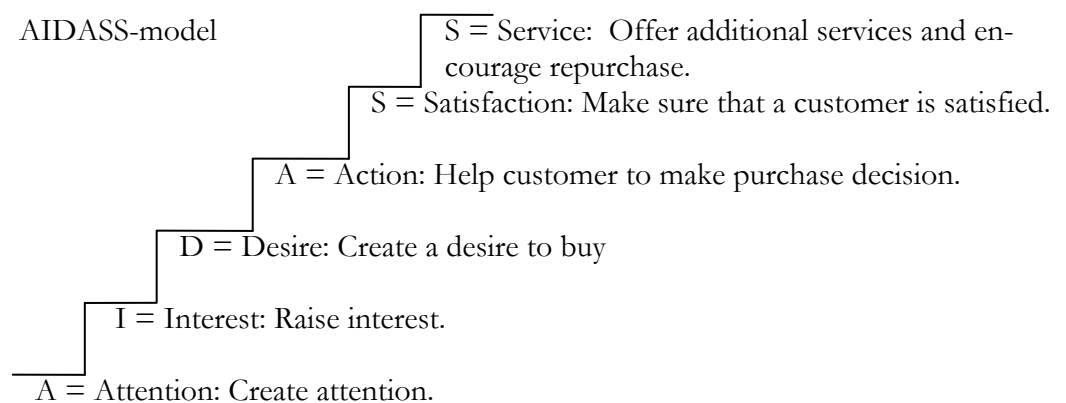 AIDASS-model
S = Service:  Offer additional services and en-
courage repurchase.
S = Satisfaction: Make sure that a customer is satisfied.
A = Action: Help customer to make purchase decision.
D = Desire: Create a desire to buy
I = Interest: Raise interest.
A = Attention: Create attention.